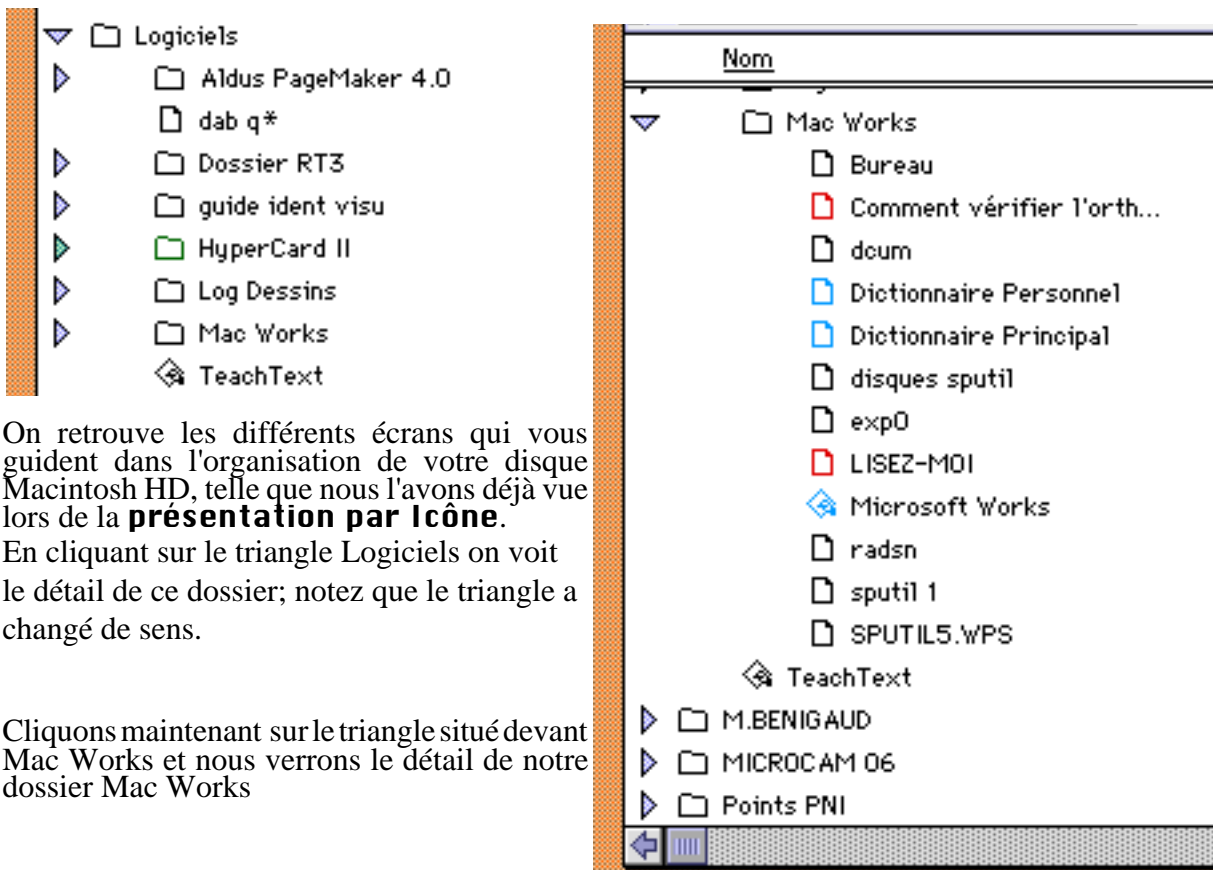 Logiciels
Aldus PageMaker 4.0
dab q*
Dossier RT3
guide ident visu
HyperCard II
Log Dessins
Mac Works
TeachText
On retrouve les différents écrans qui vous
guident dans l'organisation de votre disque
Macintosh HD, telle que nous l'avons déjà vue
lors de la présentation par Icône.
En cliquant sur le triangle Logiciels on voit
le détail de ce dossier; notez que le triangle a
changé de sens.
Cliquons maintenant sur le triangle situé devant
Mac Works et nous verrons le détail de notre
dossier Mac Works
Nom
Mac Works
Bureau
Comment vérifier l'orth...
dcum
Dictionnaire Personnel
Dictionnaire Principal
disques sputil
exp0
LISEZ-MOI
Microsoft Works
radsn
sputil 1
SPUTIL5.WPS
TeachText
M.BENIGAUD
MICROCAM 06
Points PNI